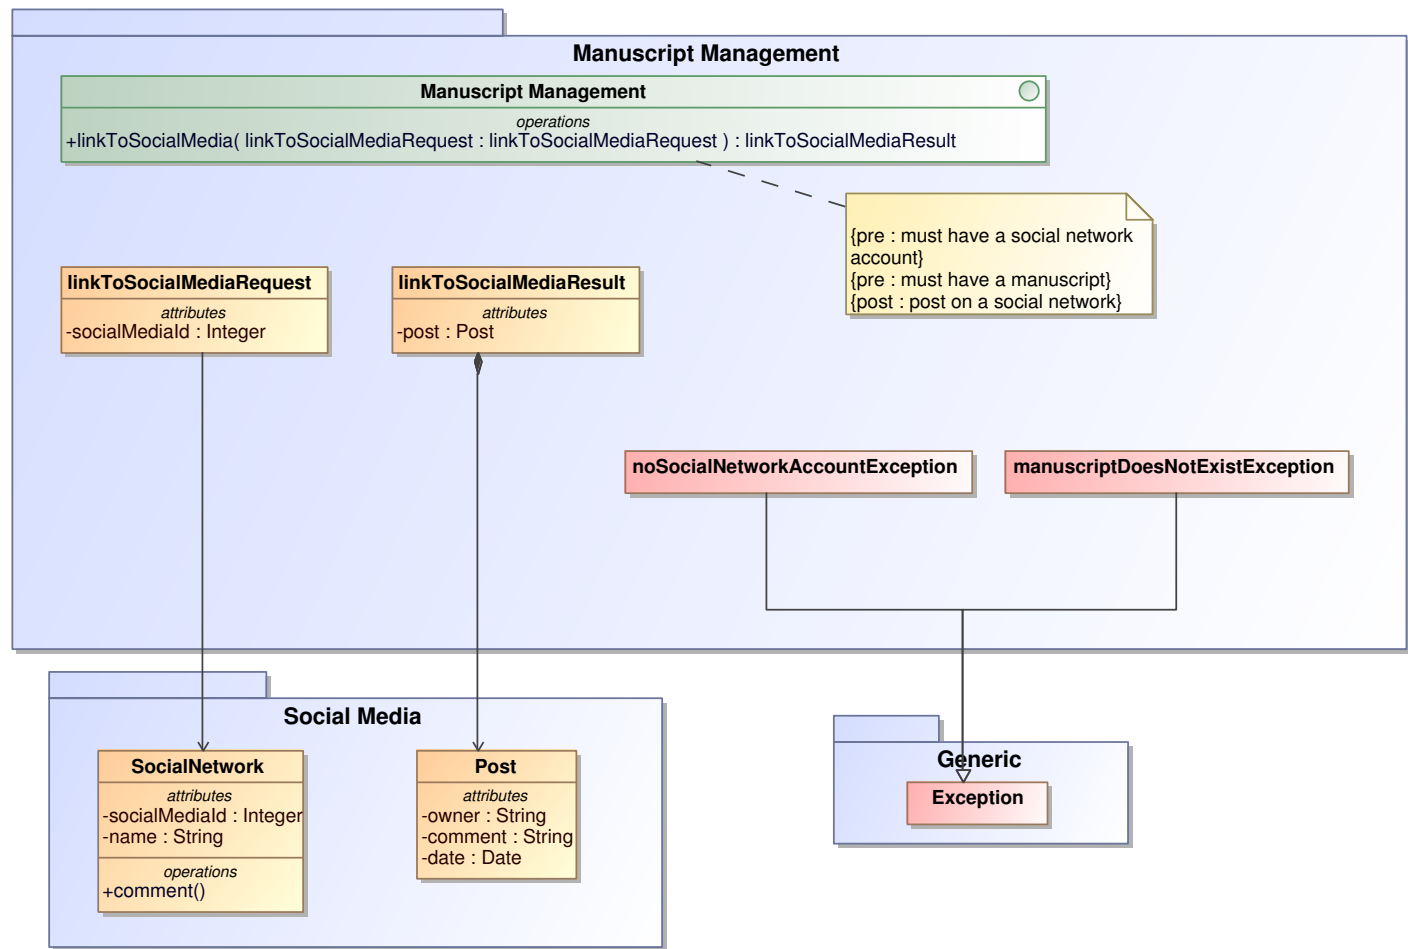 Manuscript Management
Manuscript Management
operations
+linkToSocialMedia( linkToSocialMediaRequest : linkToSocialMediaRequest ) : linkToSocialMediaResult
{pre : must have a social network
account}
{pre : must have a manuscript}
{post : post on a social network}
linkToSocialMediaRequest
attributes
-socialMediaId : Integer
linkToSocialMediaResult
attributes
-post : Post
noSocialNetworkAccountException
manuscriptDoesNotExistException
Social Media
SocialNetwork
attributes
-socialMediaId : Integer
-name : String
operations
+comment()
Post
attributes
-owner : String
-comment : String
-date : Date
Generic
Exception